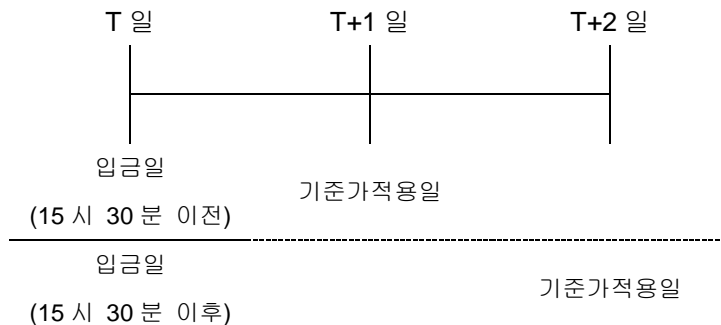 T 일 T+1 일 T+2 일
입금일
(15 시 30 분 이전)
기준가적용일
입금일
(15 시 30 분 이후)
기준가적용일